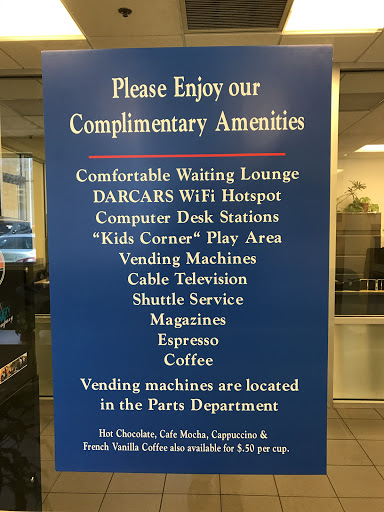 Please Enjoy our
Complimentary Amenities
Comfortable Waiting Lounge
DARCARS WiFi Hotspot
Computer Desk Stations
“Kids Corner“ Play Area
Vending Machines
Cable Television
Shuttle Service
Magazines
Espresso
Coffee
Vending machines are located
in the Parts Department
Hot Chocolate, Cafe Mocha, Cappuccino &
French Vanilla Coffee also available for $.50 per cup.